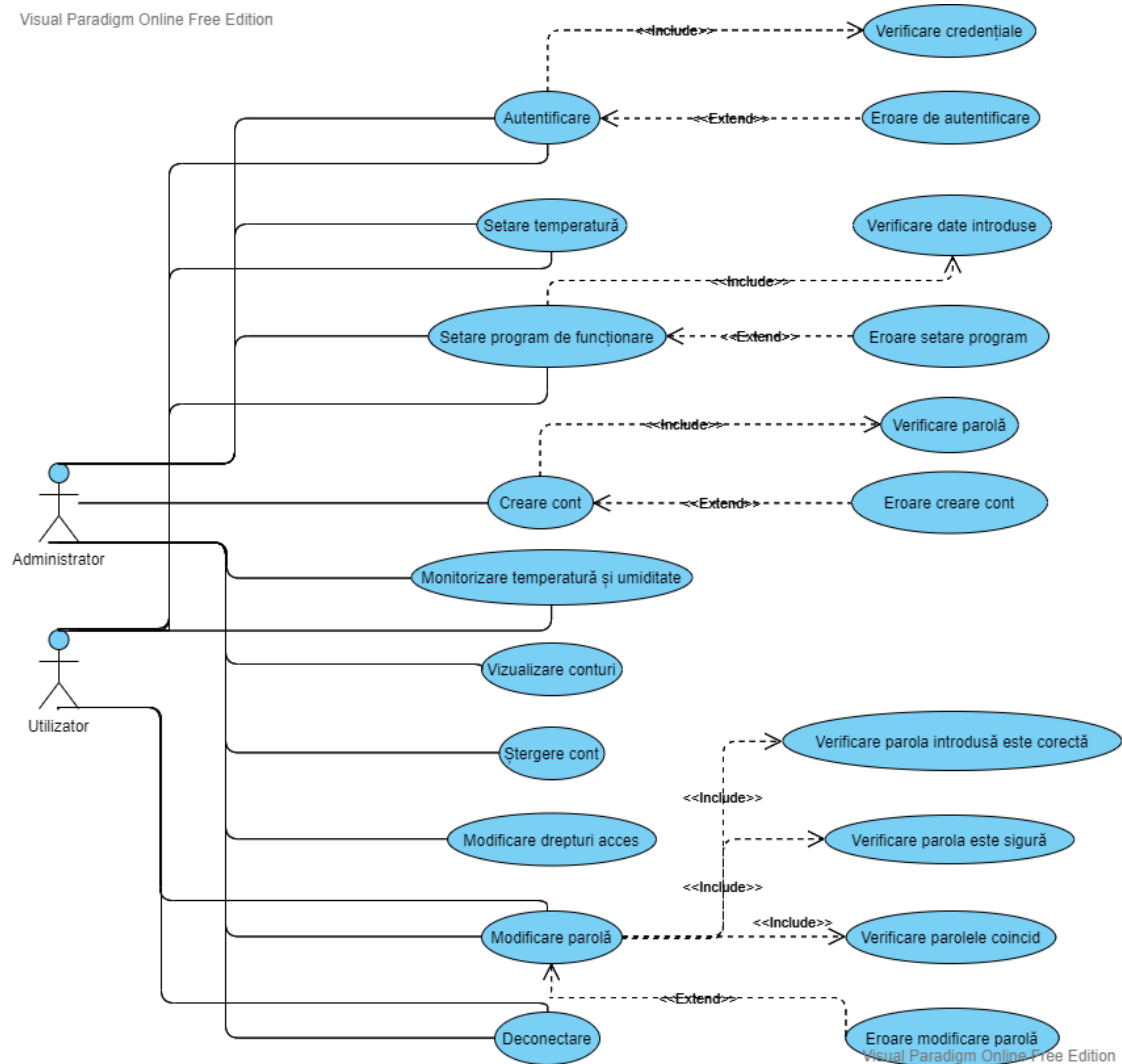 Visual Paradigm Online Free Edition
<<Include>>
Verificare credențiale
Autentificare
<<Extend>>
Eroare de autentificare
Setare temperatură
Verificare date introduse
<<Include>>
Setare program de funcționare
<<Extend>>
Eroare setare program
<<Include>>
Verificare parolă
Creare cont
<<Extend>>
Eroare creare cont
Administrator
Monitorizare temperatură și umiditate
Vizualizare conturi
Utilizator
Ștergere cont
Verificare parola introdusă este corectă
<<Include>>
Modificare drepturi acces
Verificare parola este sigură
<<Include>>
<<Include>>
Modificare parolă
Verificare parolele coincid
<<Extend>>
Deconectare
Eroare modificare parolă
Visual Paradigm Online Free Edition